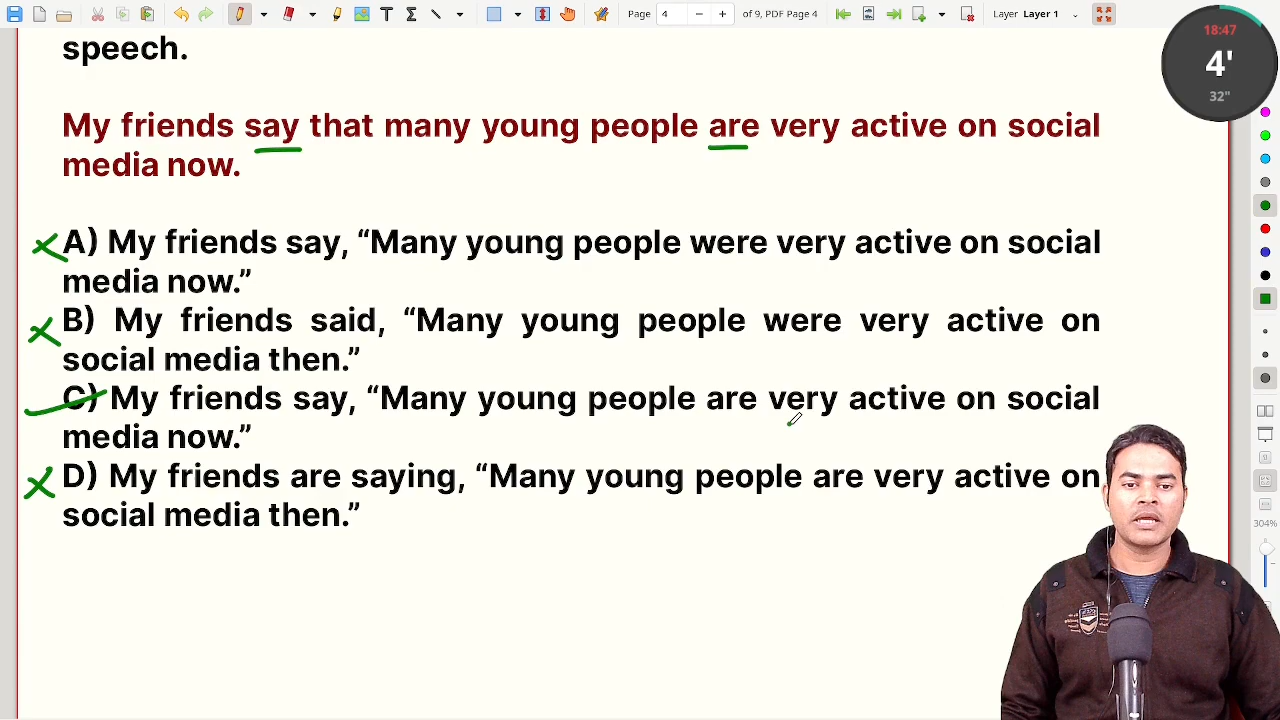 Page 4 of 9 PDF Page 4 Layer Layer 1
18:47
4'
32"
speech.
My friends say that many young people are very active on social
media now.
A) My friends say, “Many young people were very active on social
media now.”
B) My friends said, “Many young people were very active on
social media then.”
C) My friends say, “Many young people are very active on social
media now.”
D) My friends are saying, “Many young people are very active on
social media then.”
304%